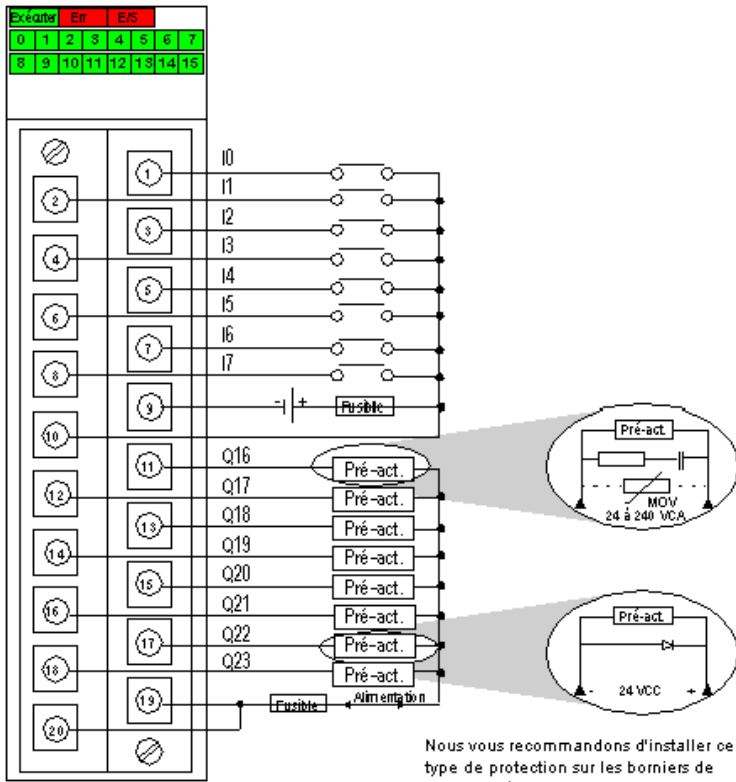 Exécuter Err E/S
0 1 2 3 4 5 6 7
8 9 10 11 12 13 14 15
1 I0
2 I1
3 I2
4 I3
5 I4
6 I5
7 I6
8 I7
9 - + Fusible
10
11 Q16 Pré-act.
12 Q17 Pré-act.
13 Q18 Pré-act.
14 Q19 Pré-act.
15 Q20 Pré-act.
16 Q21 Pré-act.
17 Q22 Pré-act.
18 Q23 Pré-act.
19 Fusible Alimentation
20
Pré-act.
MOV
24 à 240 VCA
Pré-act.
- 24 VCC +
Nous vous recommandons d'installer ce
type de protection sur les borniers de